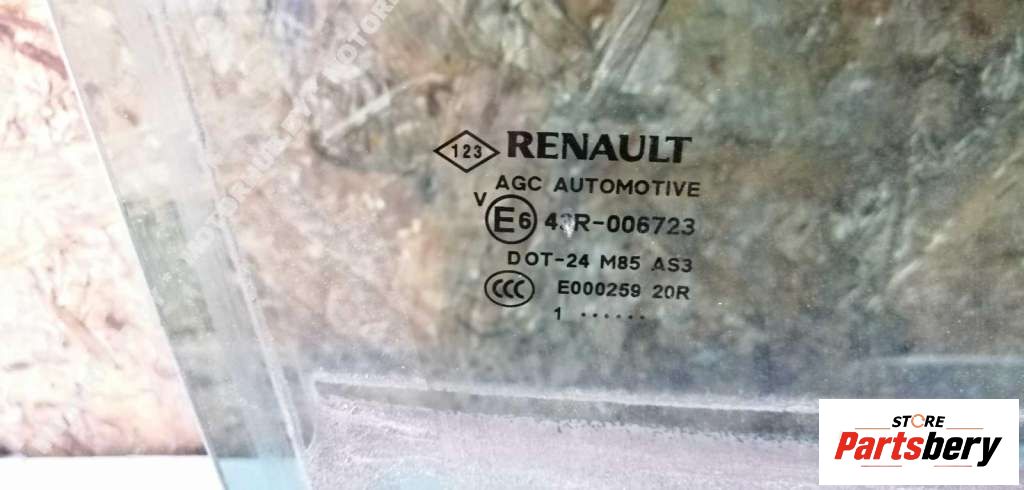 123 RENAULT
AGC AUTOMOTIVE
V E6 43R-006723
DOT-24 M85 AS3
CCC E000259 20R
1 ......
STORE
Partsbery